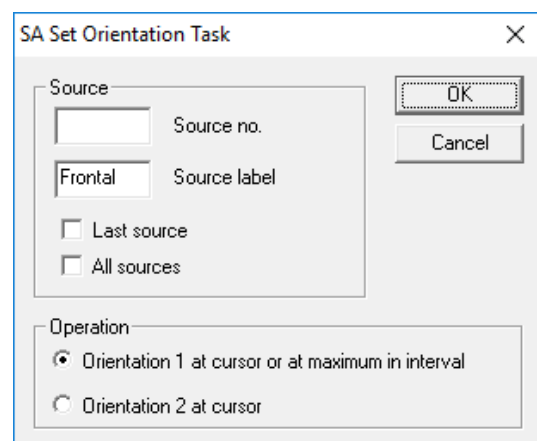 SA Set Orientation Task
Source
OK
Source no.
Cancel
Frontal Source label
Last source
All sources
Operation
Orientation 1 at cursor or at maximum in interval
Orientation 2 at cursor